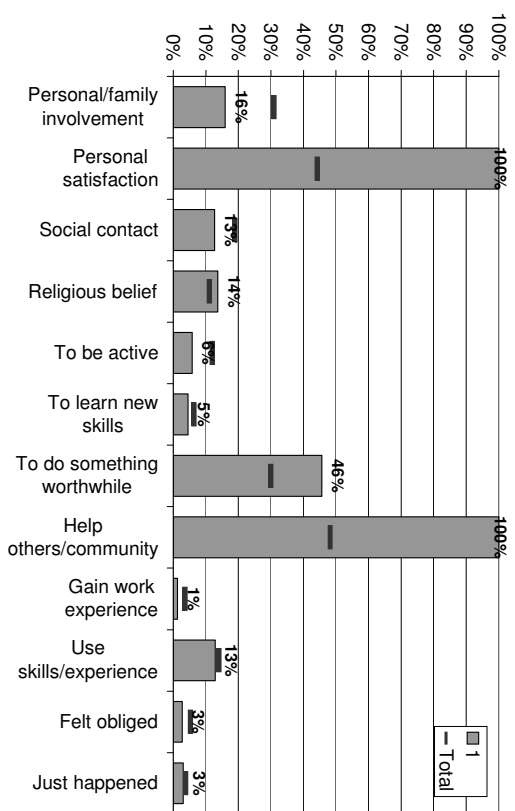 100%
90%
80%
70%
60%
50%
40%
30%
20%
10%
0%
16%
100%
13%
14%
6%
5%
46%
100%
1%
13%
3%
3%
1
Total
Personal/family
involvement
Personal
satisfaction
Social contact
Religious belief
To be active
To learn new
skills
To do something
worthwhile
Help
others/community
Gain work
experience
Use
skills/experience
Felt obliged
Just happened